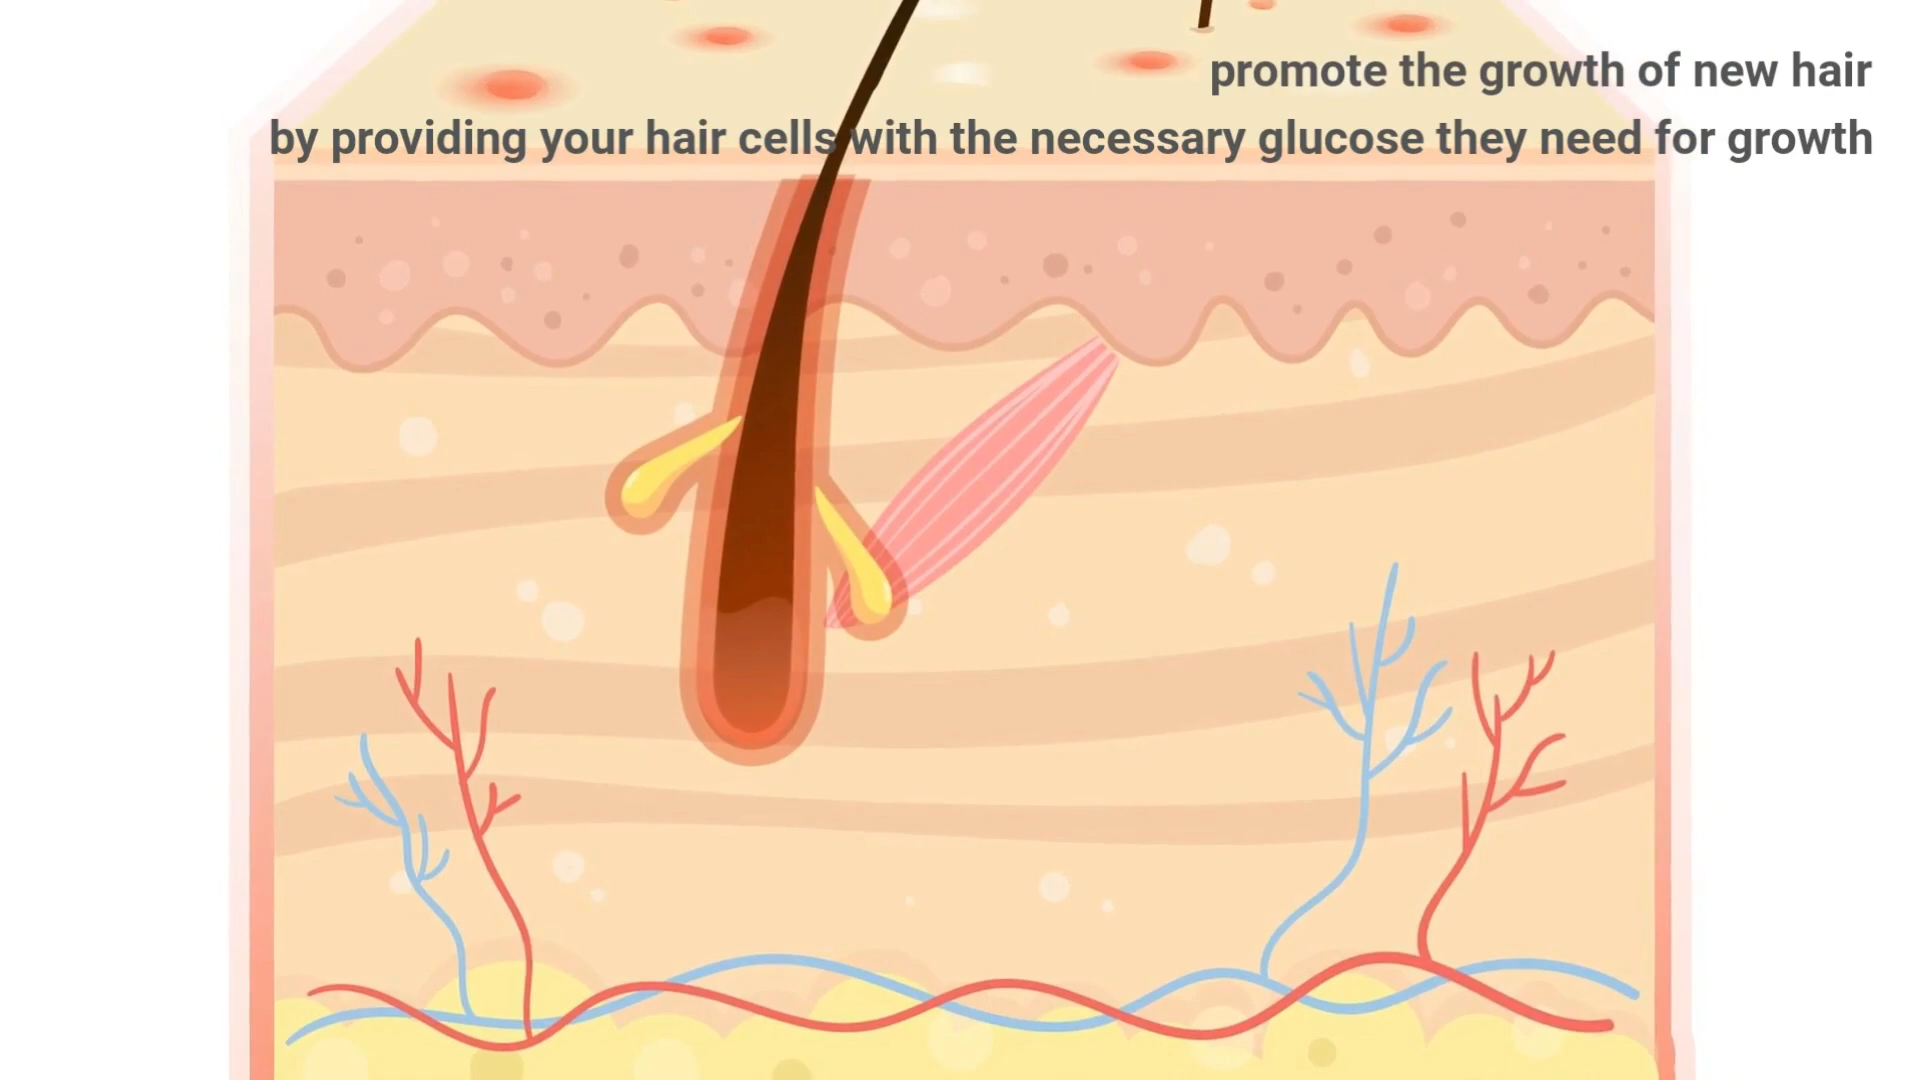 promote the growth of new hair
by providing your hair cells with the necessary glucose they need for growth